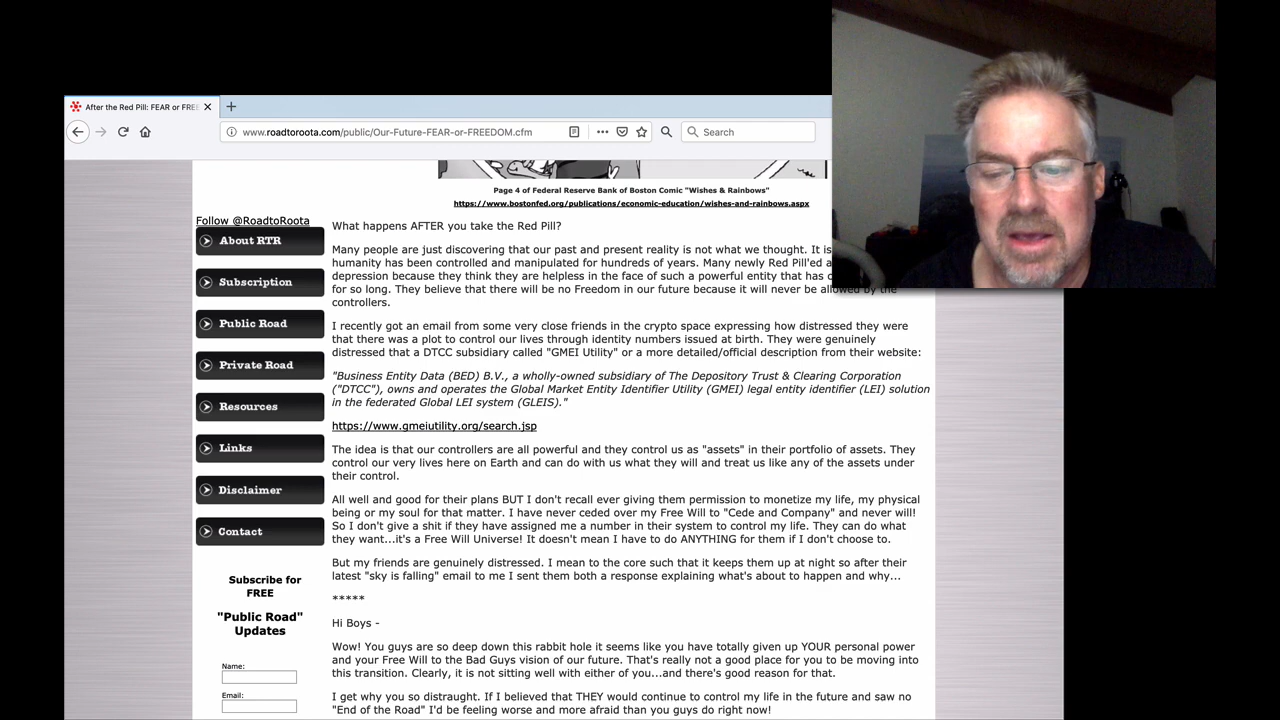 After the Red Pill: FEAR or FREE
www.roadtoroota.com/public/Our-Future-FEAR-or-FREEDOM.cfm
Search
Page 4 of Federal Reserve Bank of Boston Comic "Wishes & Rainbows"
https://www.bostonfed.org/publications/economic-education/wishes-and-rainbows.aspx
Follow @RoadtoRoota
About RTR
Subscription
Public Road
Private Road
Resources
Links
Disclaimer
Contact
Subscribe for
FREE
"Public Road"
Updates
Name:
Email:
What happens AFTER you take the Red Pill?
Many people are just discovering that our past and present reality is not what we thought. It is
humanity has been controlled and manipulated for hundreds of years. Many newly Red Pill'ed a
depression because they think they are helpless in the face of such a powerful entity that has
for so long. They believe that there will be no Freedom in our future because it will never be allowed by the
controllers.
I recently got an email from some very close friends in the crypto space expressing how distressed they were
that there was a plot to control our lives through identity numbers issued at birth. They were genuinely
distressed that a DTCC subsidiary called "GMEI Utility" or a more detailed/official description from their website:
"Business Entity Data (BED) B.V., a wholly-owned subsidiary of The Depository Trust & Clearing Corporation
("DTCC"), owns and operates the Global Market Entity Identifier Utility (GMEI) legal entity identifier (LEI) solution
in the federated Global LEI system (GLEIS)."
https://www.gmeiutility.org/search.jsp
The idea is that our controllers are all powerful and they control us as "assets" in their portfolio of assets. They
control our very lives here on Earth and can do with us what they will and treat us like any of the assets under
their control.
All well and good for their plans BUT I don't recall ever giving them permission to monetize my life, my physical
being or my soul for that matter. I have never ceded over my Free Will to "Cede and Company" and never will!
So I don't give a shit if they have assigned me a number in their system to control my life. They can do what
they want...it's a Free Will Universe! It doesn't mean I have to do ANYTHING for them if I don't choose to.
But my friends are genuinely distressed. I mean to the core such that it keeps them up at night so after their
latest "sky is falling" email to me I sent them both a response explaining what's about to happen and why...
*****
Hi Boys -
Wow! You guys are so deep down this rabbit hole it seems like you have totally given up YOUR personal power
and your Free Will to the Bad Guys vision of our future. That's really not a good place for you to be moving into
this transition. Clearly, it is not sitting well with either of you...and there's good reason for that.
I get why you so distraught. If I believed that THEY would continue to control my life in the future and saw no
"End of the Road" I'd be feeling worse and more afraid than you guys do right now!